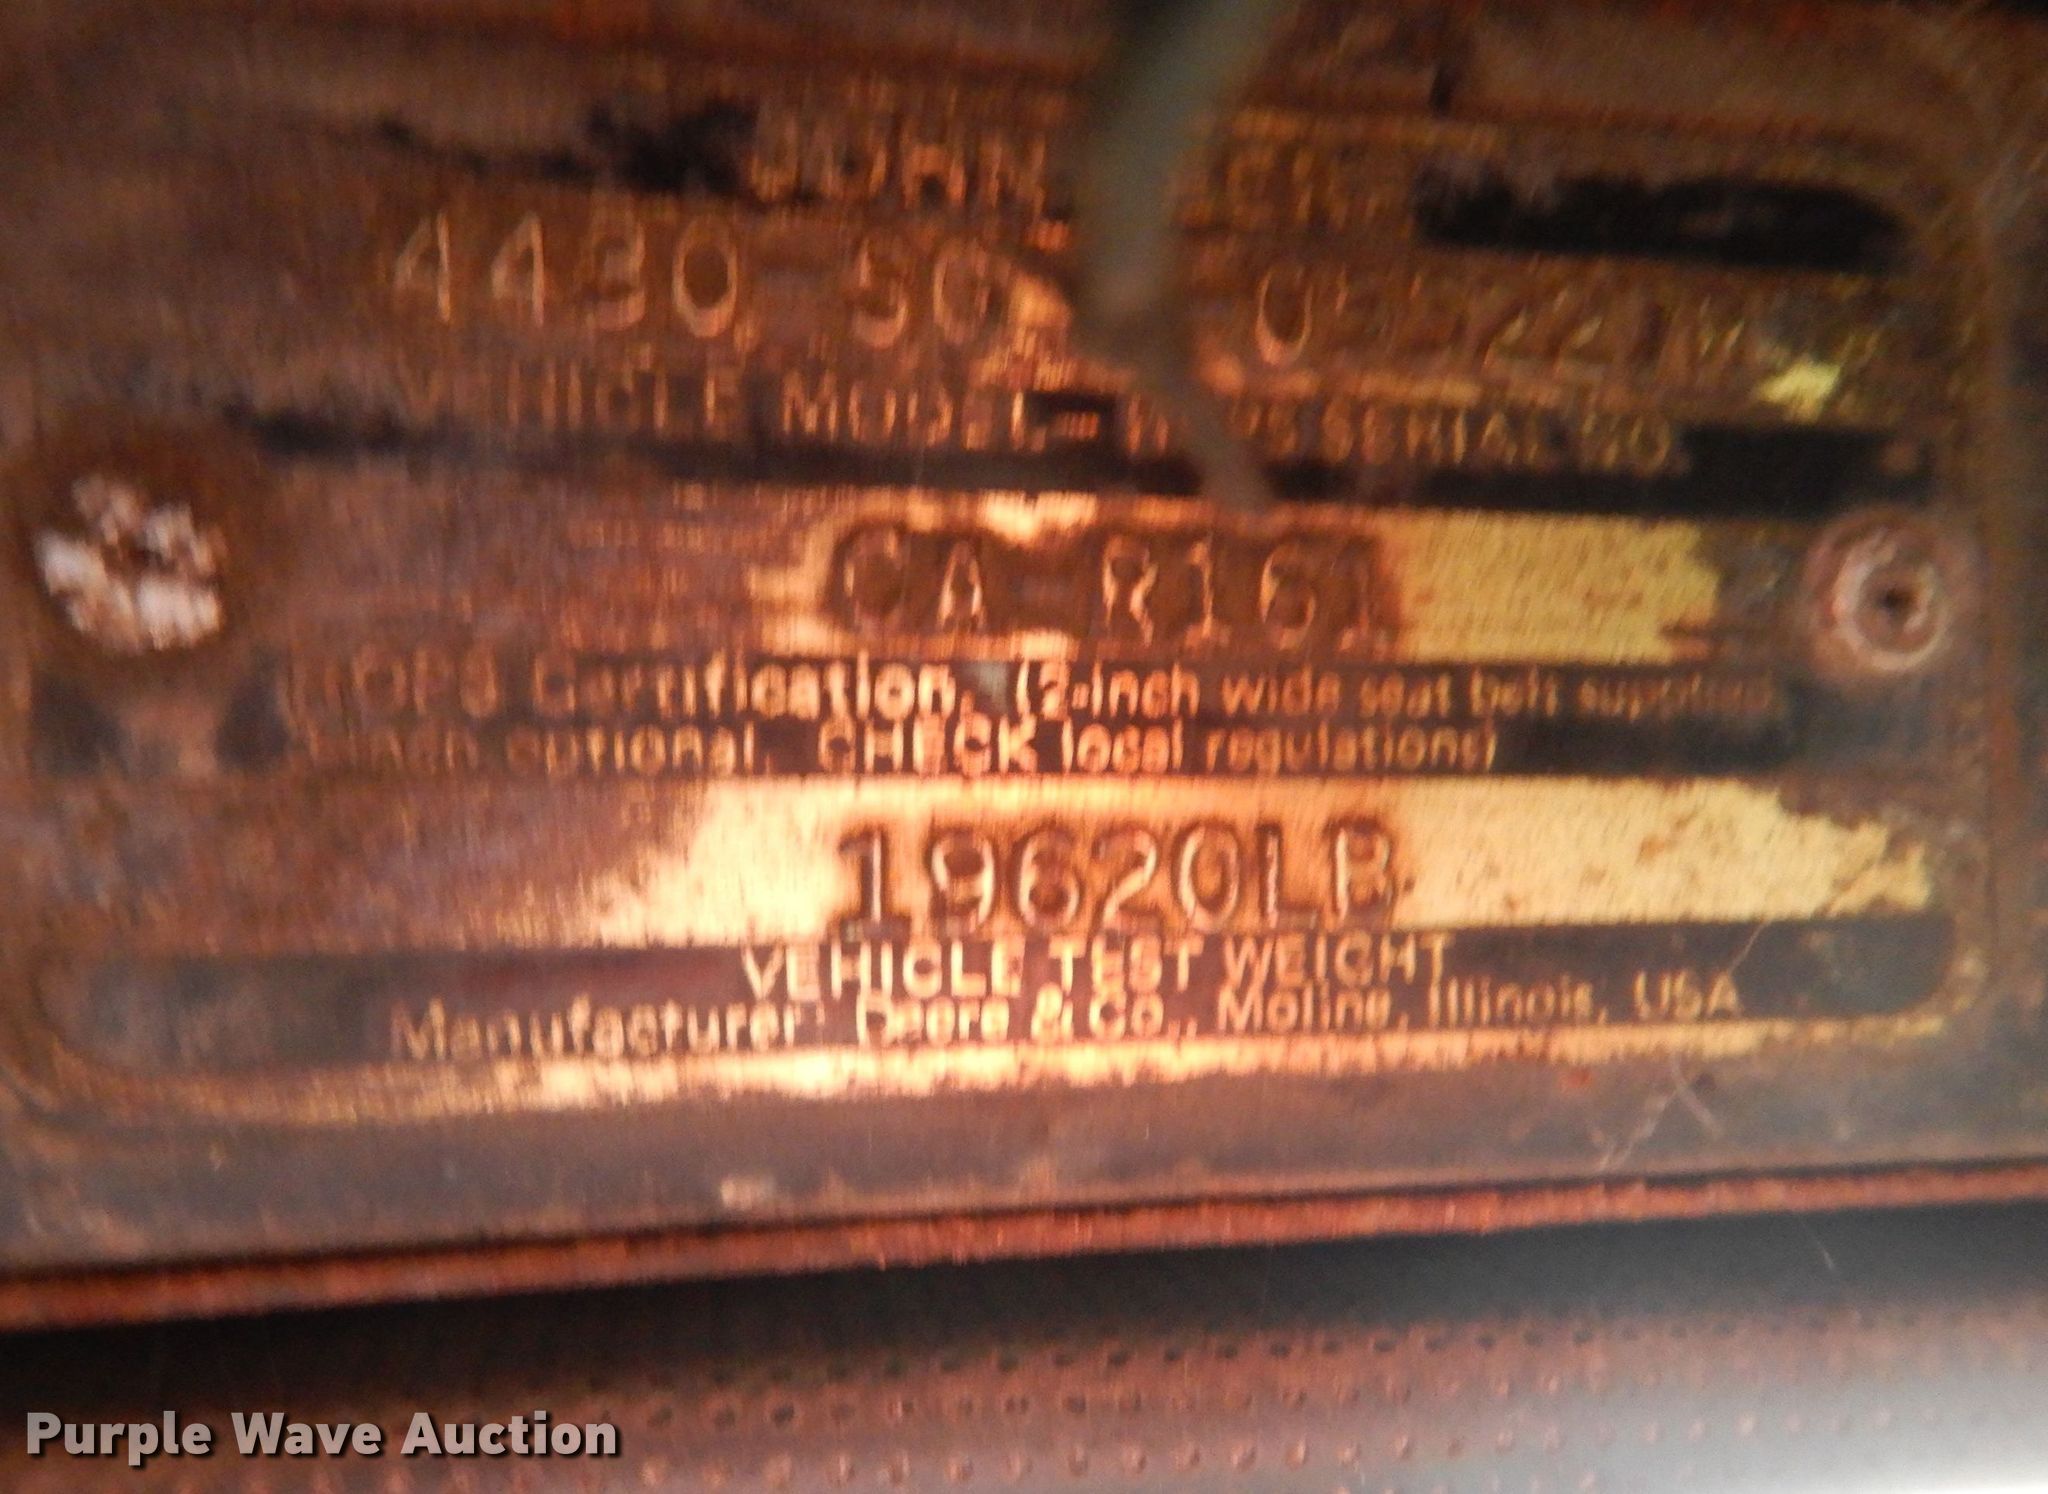 JOHN
4430
VEHICLE MODEL SERIAL NO.
CA-R161
ROPS Certification. (2-inch wide seat belt supplied,
optional. CHECK local regulations)
19620LB
VEHICLE TEST WEIGHT
Manufacturer: Deere & Co., Moline, Illinois, USA
Purple Wave Auction